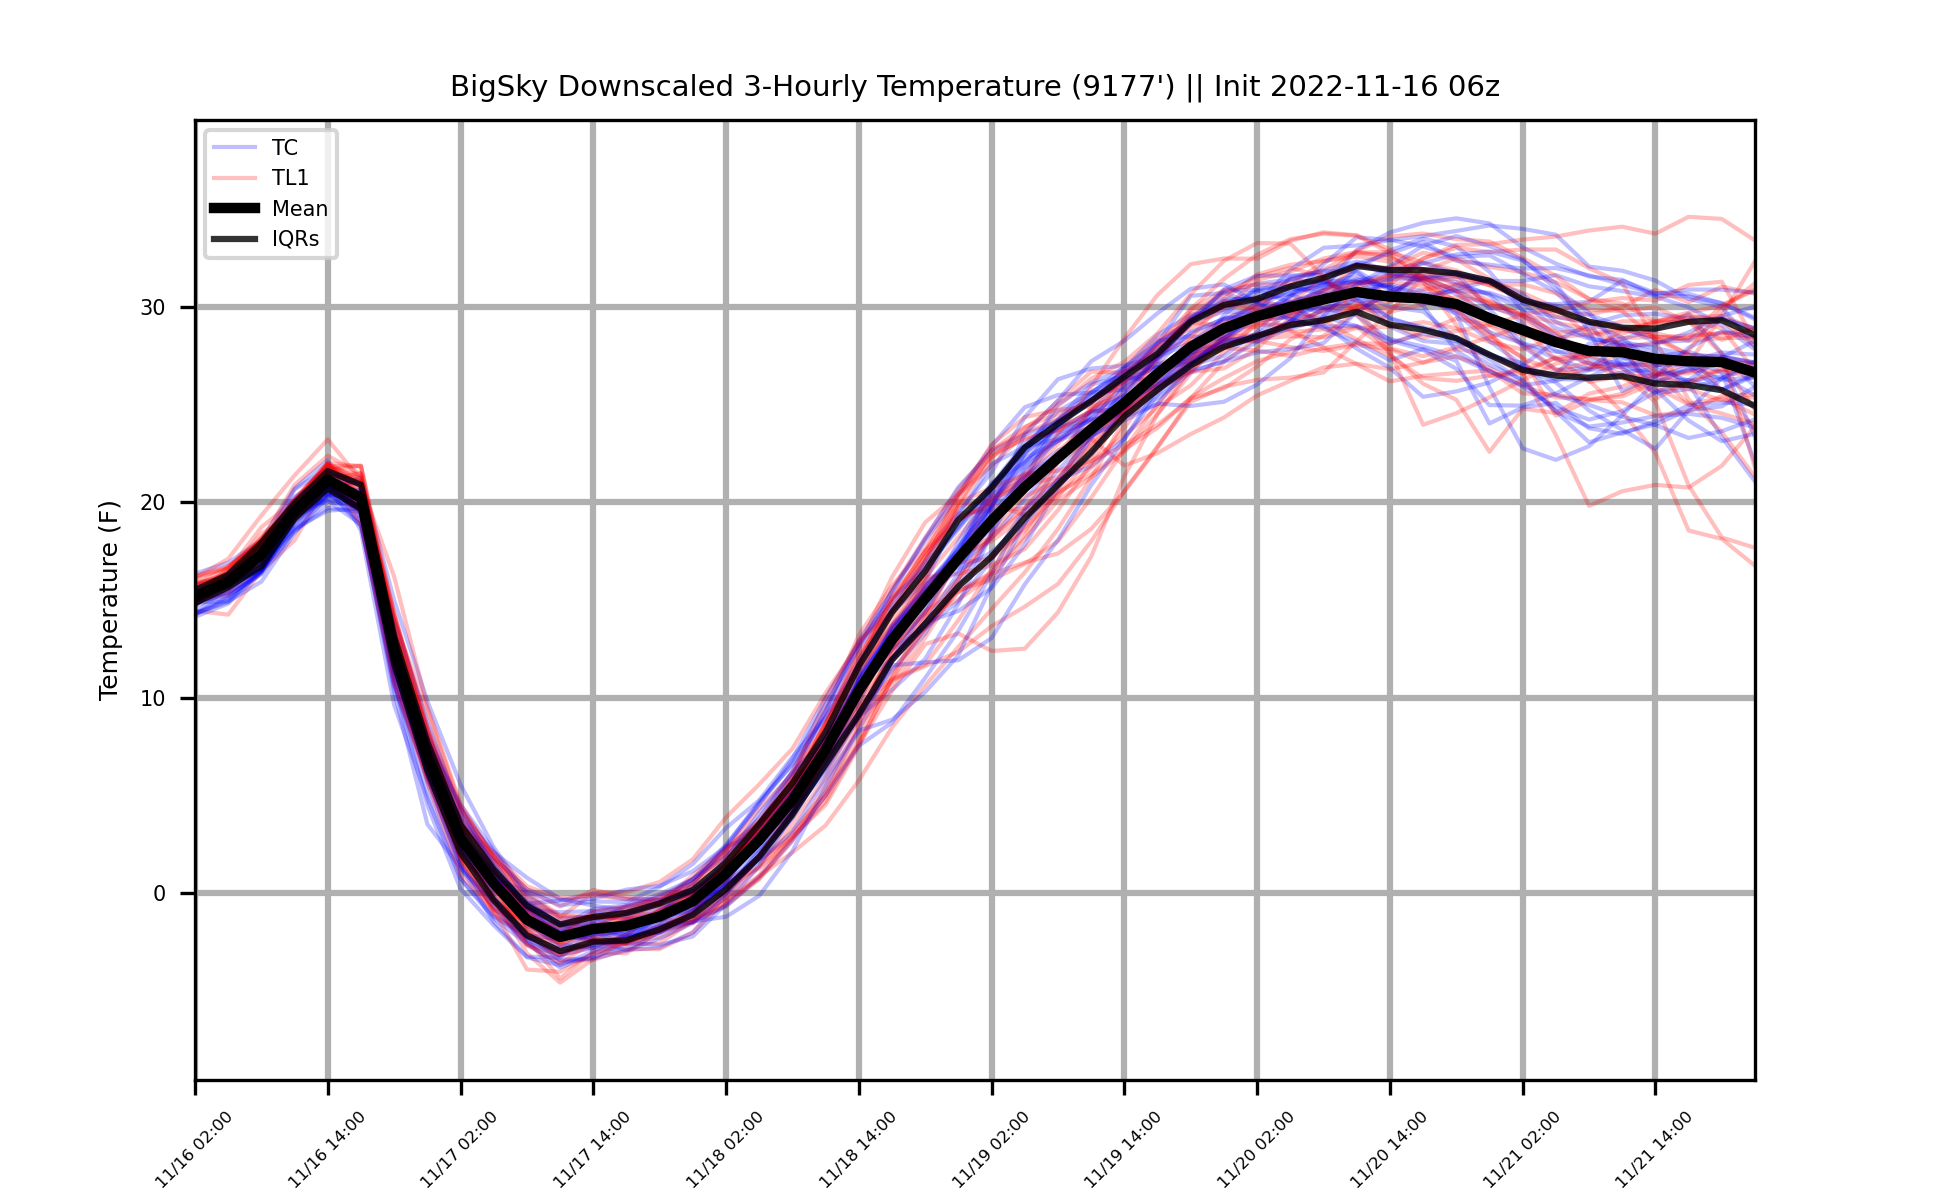 BigSky Downscaled 3-Hourly Temperature (9177') || Init 2022-11-16 06z
TC
TL1
Mean
IQRs
Temperature (F)
30
20
10
0
11/16 02:00
11/16 14:00
11/17 02:00
11/17 14:00
11/18 02:00
11/18 14:00
11/19 02:00
11/19 14:00
11/20 02:00
11/20 14:00
11/21 02:00
11/21 14:00